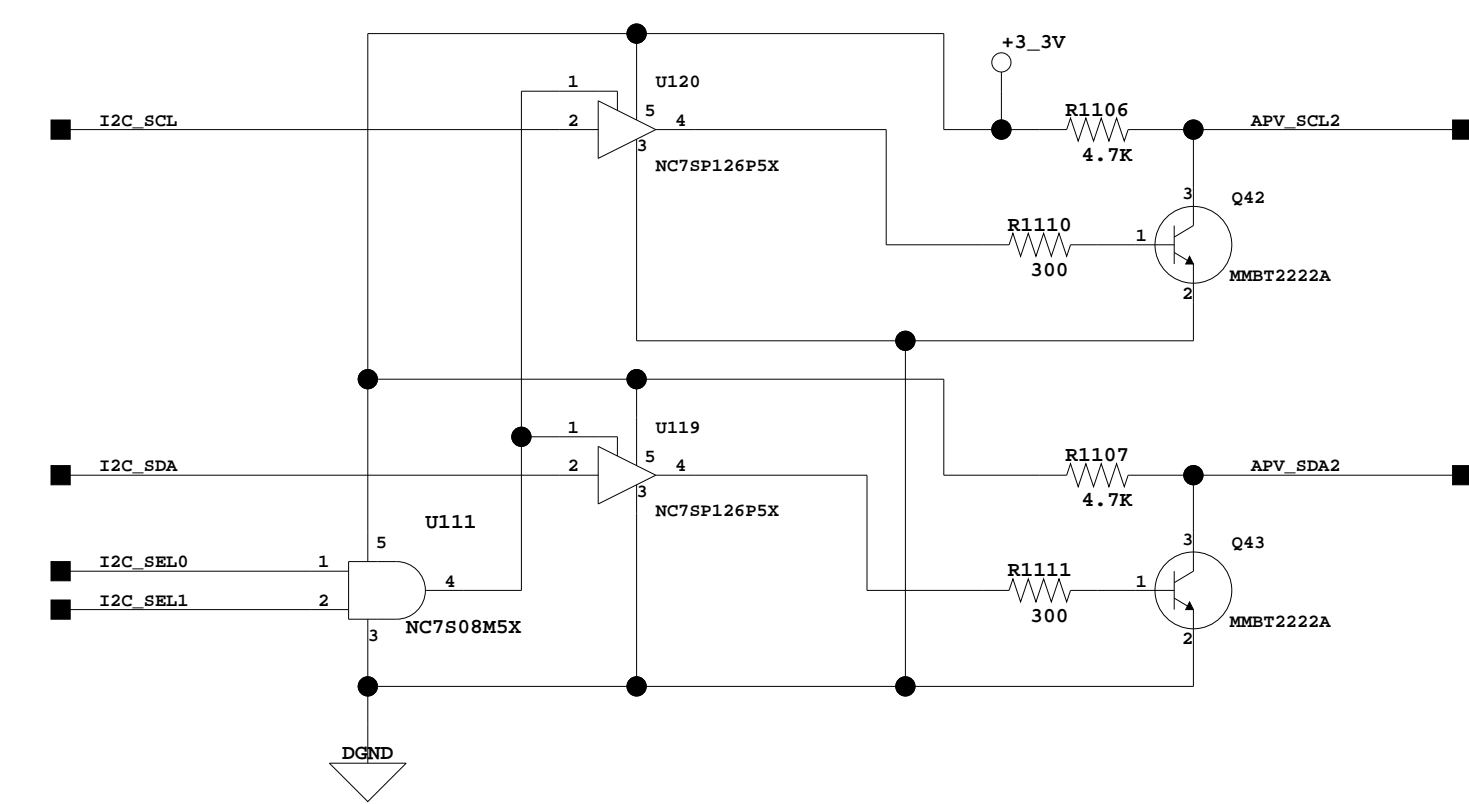 +3_3V
1
U120
I2C_SCL
2
5
4
3
NC7SP126P5X
R1106
4.7K
APV_SCL2
3
Q42
R1110
300
1
MMBT2222A
2
1
U119
I2C_SDA
2
5
4
3
NC7SP126P5X
R1107
4.7K
APV_SDA2
U111
5
I2C_SEL0
1
I2C_SEL1
2
4
NC7S08M5X
3
3
Q43
R1111
300
1
MMBT2222A
2
DGND